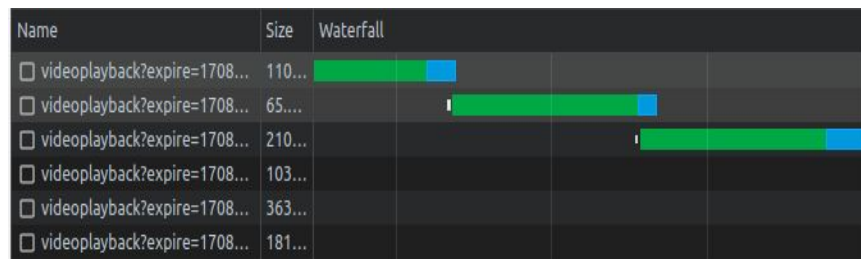 Name Size Waterfall
videoplayback?expire=1708... 110...
videoplayback?expire=1708... 65....
videoplayback?expire=1708... 210...
videoplayback?expire=1708... 103...
videoplayback?expire=1708... 363...
videoplayback?expire=1708... 181...